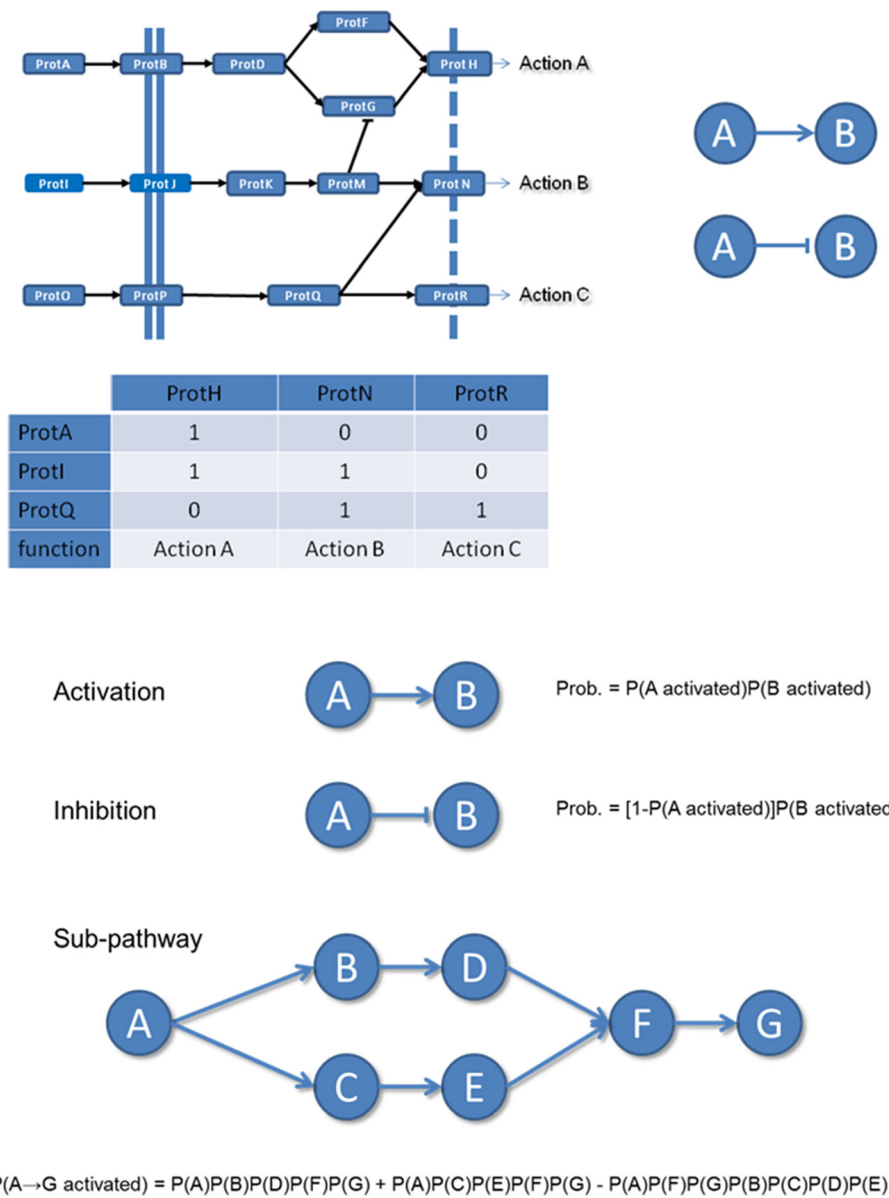 ProtF
ProtA ProtB ProtD Prot H Action A
ProtG
A B
ProtI Prot J ProtK ProtM Prot N Action B
A B
ProtO ProtP ProtQ ProtR Action C
ProtH ProtN ProtR
ProtA 1 0 0
ProtI 1 1 0
ProtQ 0 1 1
function Action A Action B Action C
Activation A B Prob. = P(A activated)P(B activated)
Inhibition A B Prob. = [1-P(A activated)]P(B activated
Sub-pathway
B D
A F G
C E
P(A→G activated) = P(A)P(B)P(D)P(F)P(G) + P(A)P(C)P(E)P(F)P(G) - P(A)P(F)P(G)P(B)P(C)P(D)P(E)